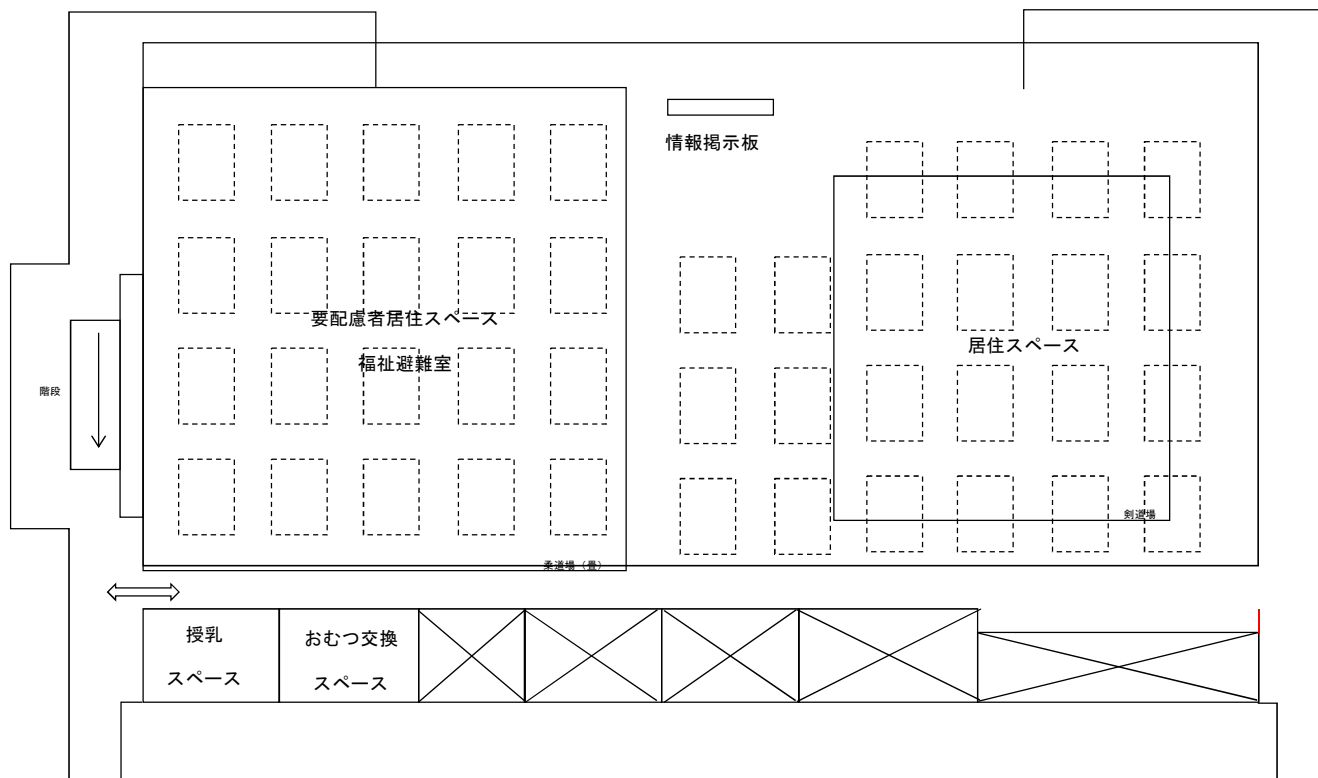 情報掲示板
要配慮者居住スペース
福祉避難室
居住スペース
階段
剣道場
柔道場（畳）
授乳
スペース
おむつ交換
スペース